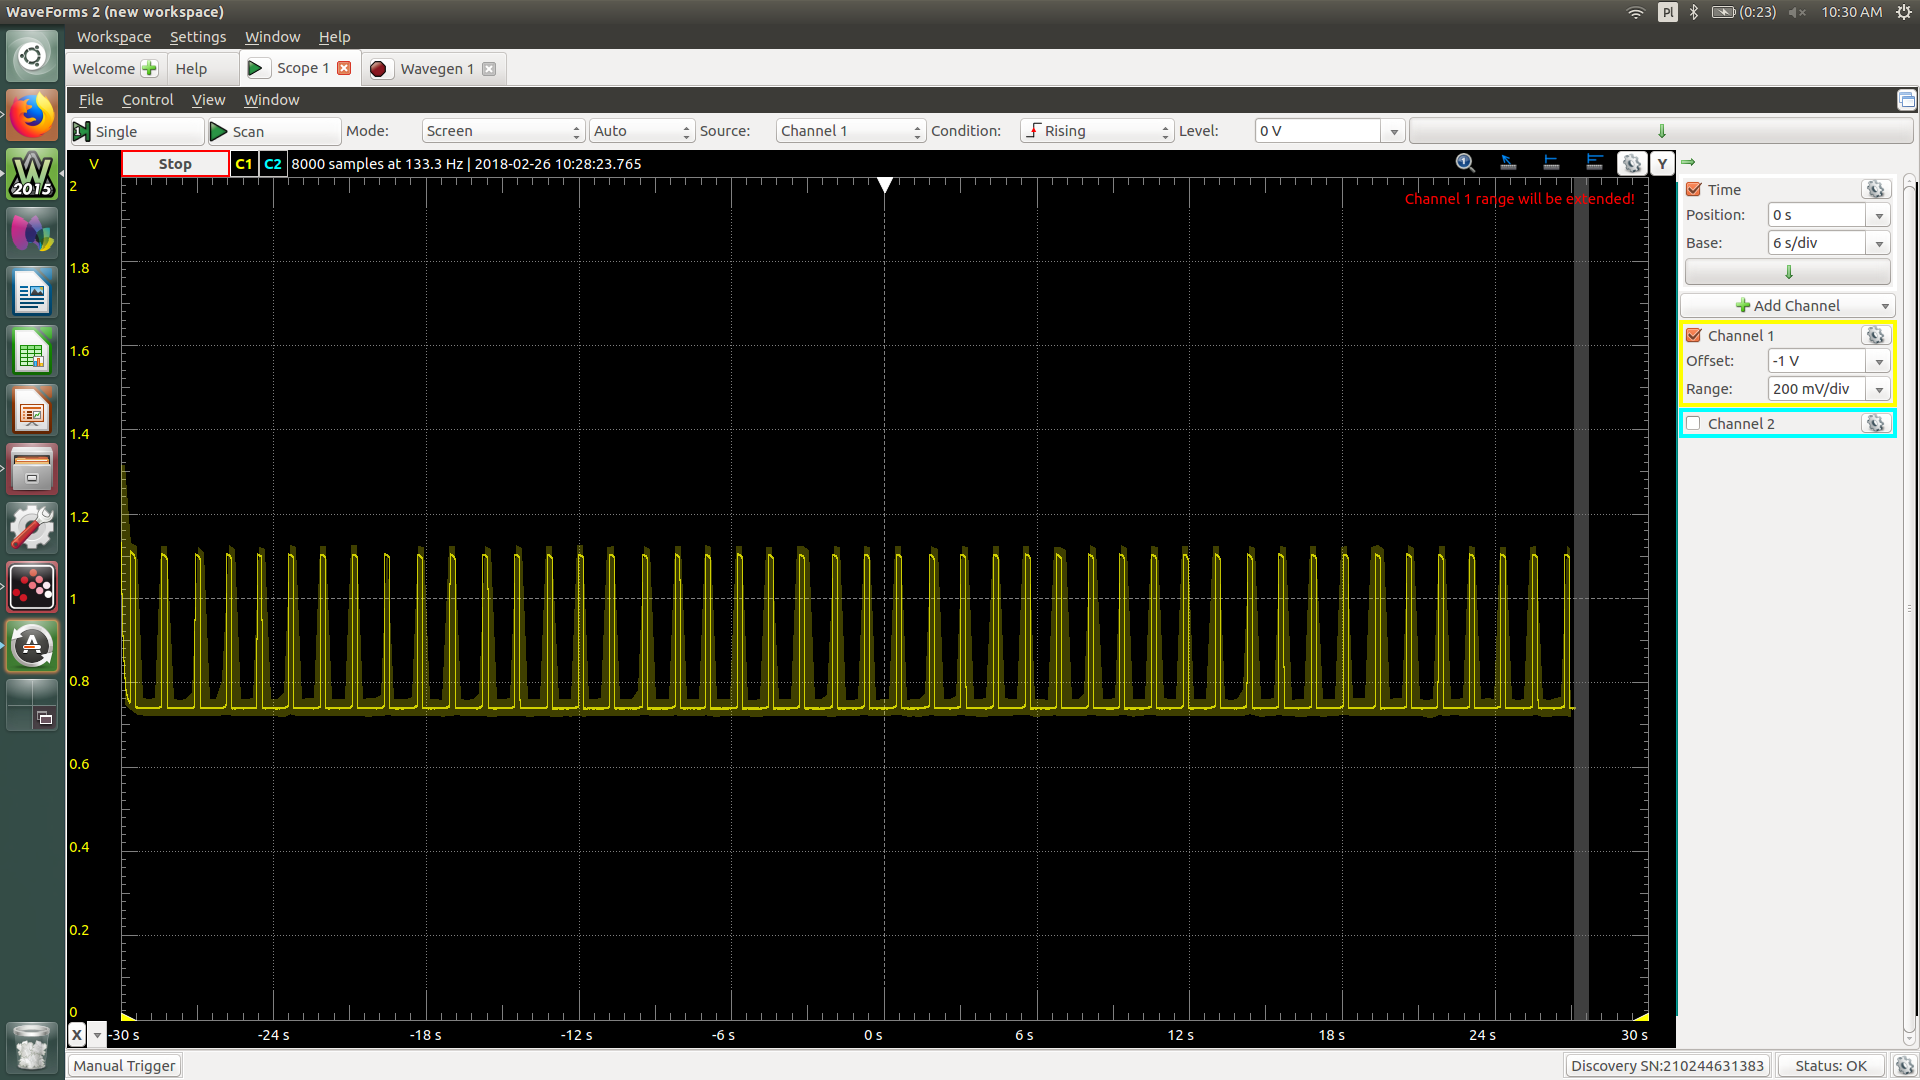 WaveForms 2 (new workspace)
Pl (0:23) 10:30 AM
Workspace Settings Window Help
Welcome Help Scope 1 Wavegen 1
File Control View Window
1 Single Scan Mode: Screen Auto Source: Channel 1 Condition: Rising Level: 0 V
V Stop C1 C2 8000 samples at 133.3 Hz | 2018-02-26 10:28:23.765 Y
Channel 1 range will be extended!
2
1.8
1.6
1.4
1.2
1
0.8
0.6
0.4
0.2
0
X -30 s -24 s -18 s -12 s -6 s 0 s 6 s 12 s 18 s 24 s 30 s
Time
Position: 0 s
Base: 6 s/div
Add Channel
Channel 1
Offset: -1 V
Range: 200 mV/div
Channel 2
W
2015
A
Manual Trigger Discovery SN:210244631383 Status: OK